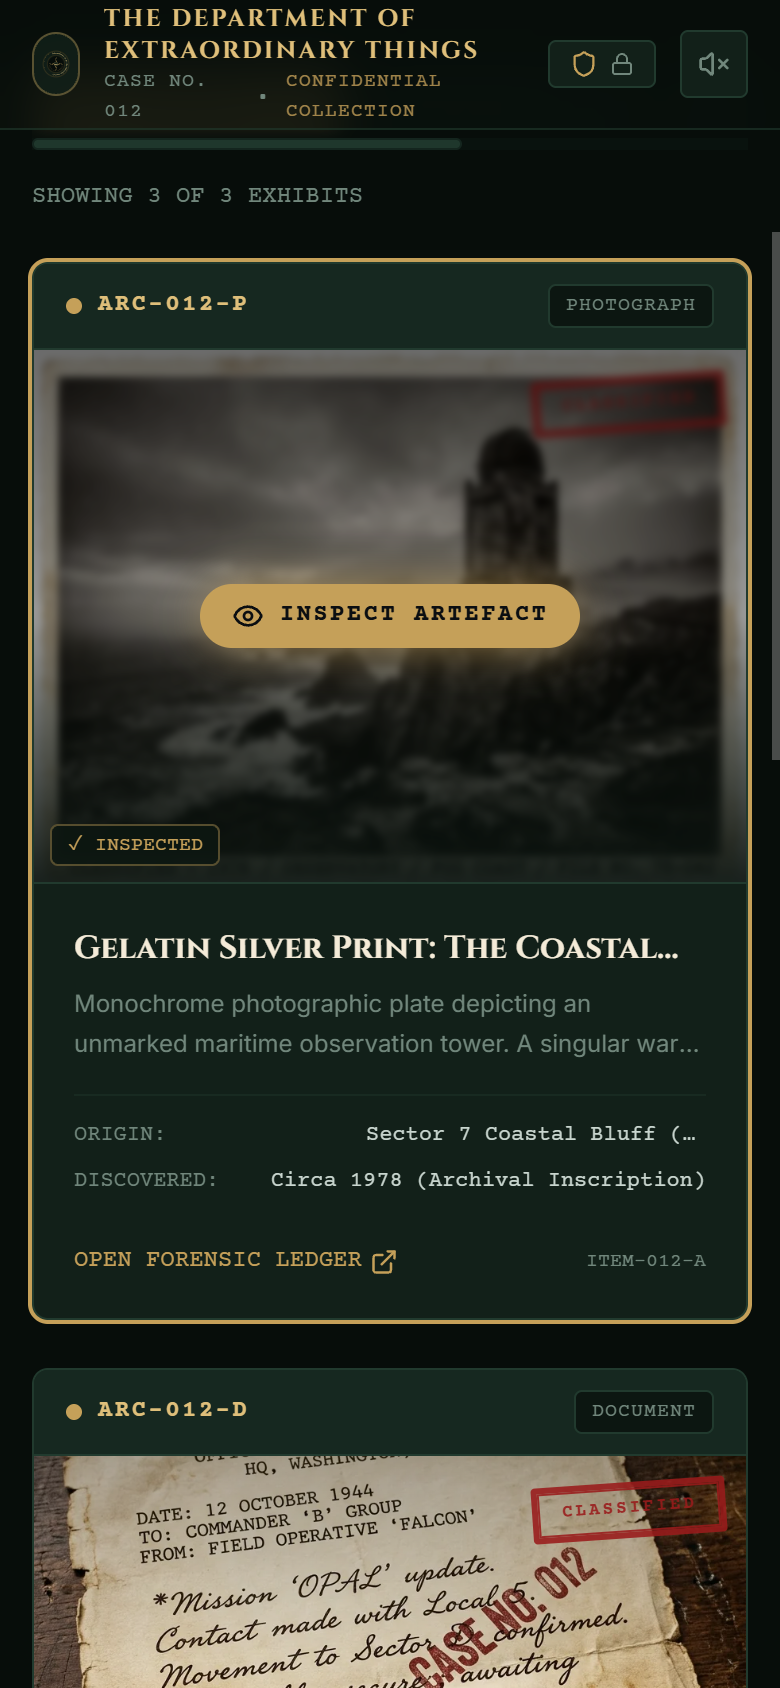 THE DEPARTMENT OF
EXTRAORDINARY THINGS
CASE NO.
012
·
CONFIDENTIAL
COLLECTION
SHOWING 3 OF 3 EXHIBITS
ARC-012-P
PHOTOGRAPH
INSPECT ARTEFACT
✓ INSPECTED
Gelatin Silver Print: The Coastal...
Monochrome photographic plate depicting an
unmarked maritime observation tower. A singular war...
ORIGIN:
Sector 7 Coastal Bluff (…
DISCOVERED:
Circa 1978 (Archival Inscription)
OPEN FORENSIC LEDGER
ITEM-012-A
ARC-012-D
DOCUMENT
HQ, WASHINGTON,
CLASSIFIED
DATE: 12 OCTOBER 1944
TO: COMMANDER ‘B’ GROUP
FROM: FIELD OPERATIVE ‘FALCON’
*Mission ‘OPAL’ update.
Contact made with Local 5.
Movement to Sector D confirmed.
awaiting
CASE NO. 012